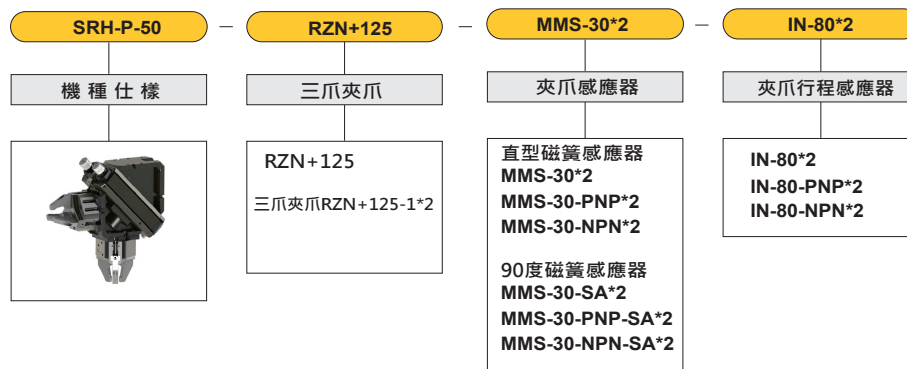 SRH-P-50 — RZN+125 — MMS-30*2 — IN-80*2
機種仕樣
三爪夾爪
夾爪感應器
夾爪行程感應器
RZN+125
三爪夾爪RZN+125-1*2
直型磁簧感應器
MMS-30*2
MMS-30-PNP*2
MMS-30-NPN*2
90度磁簧感應器
MMS-30-SA*2
MMS-30-PNP-SA*2
MMS-30-NPN-SA*2
IN-80*2
IN-80-PNP*2
IN-80-NPN*2